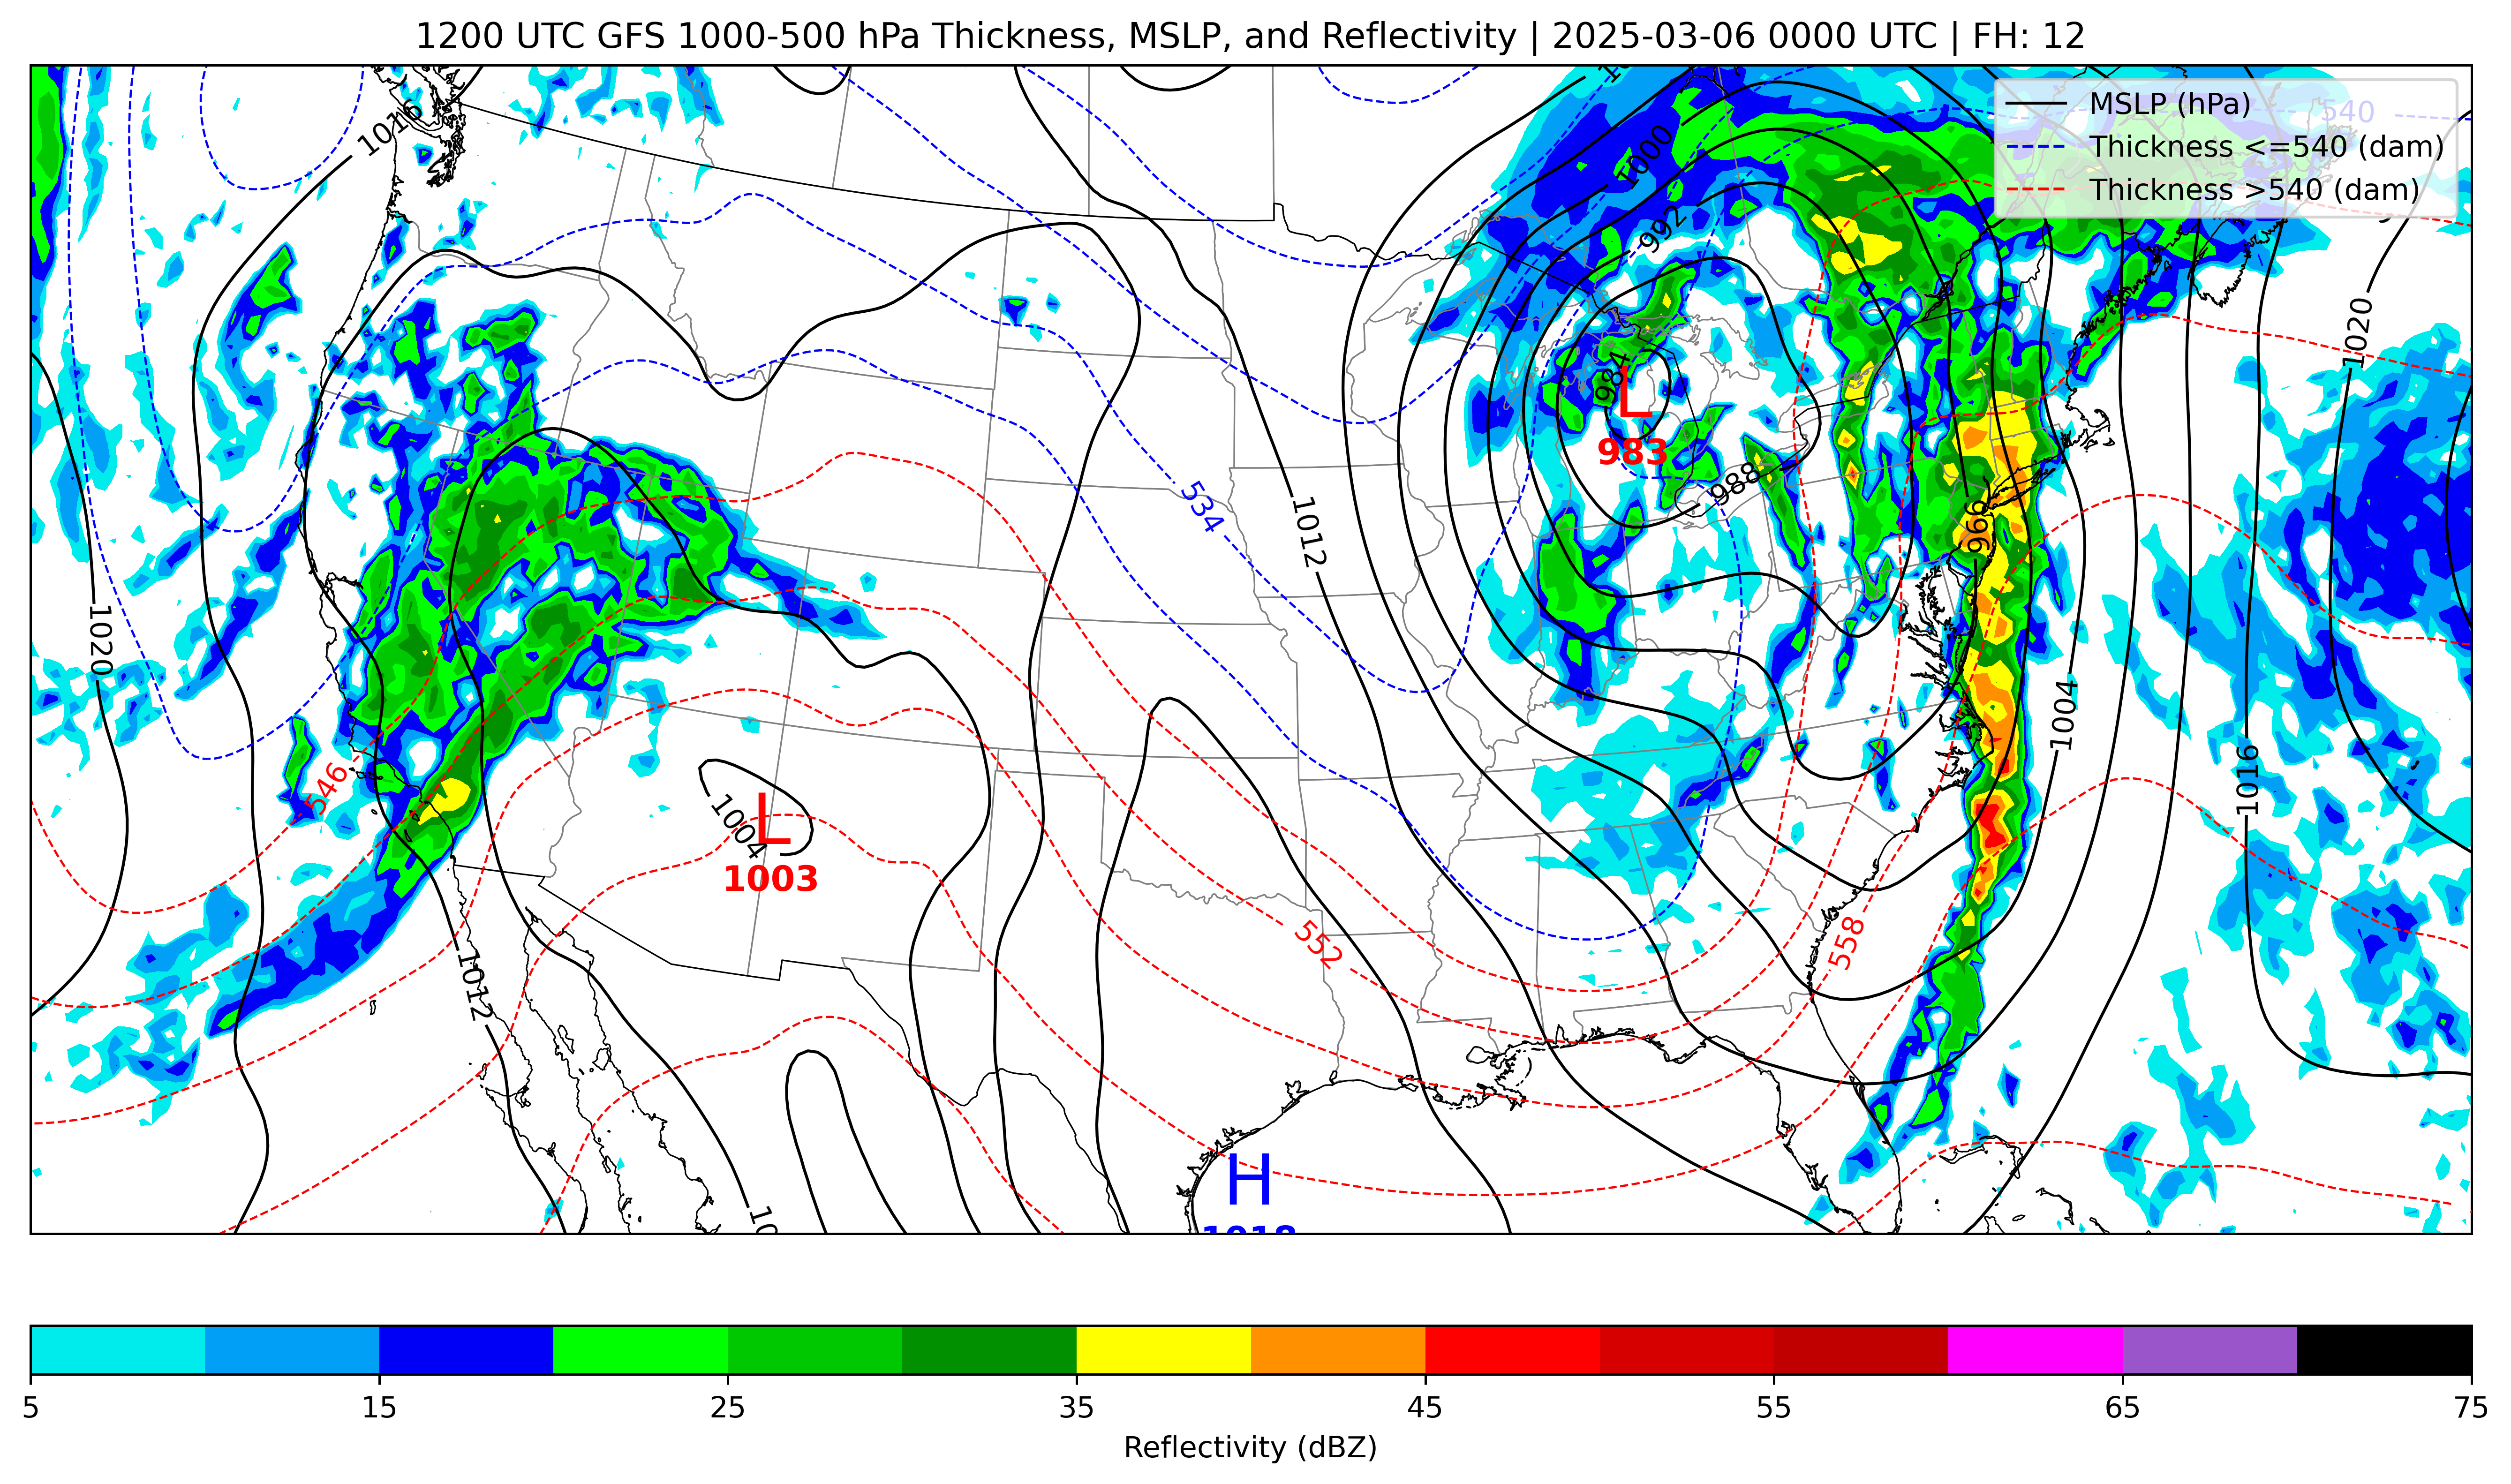 1200 UTC GFS 1000-500 hPa Thickness, MSLP, and Reflectivity | 2025-03-06 0000 UTC | FH: 12
MSLP (hPa)
Thickness <=540 (dam)
Thickness >540 (dam)
540
1016
1000
992
1020
984
L
983
988
534
1012
996
1020
1004
546
1016
1004
L
1003
552
558
1012
H
1018
5 15 25 35 45 55 65 75
Reflectivity (dBZ)